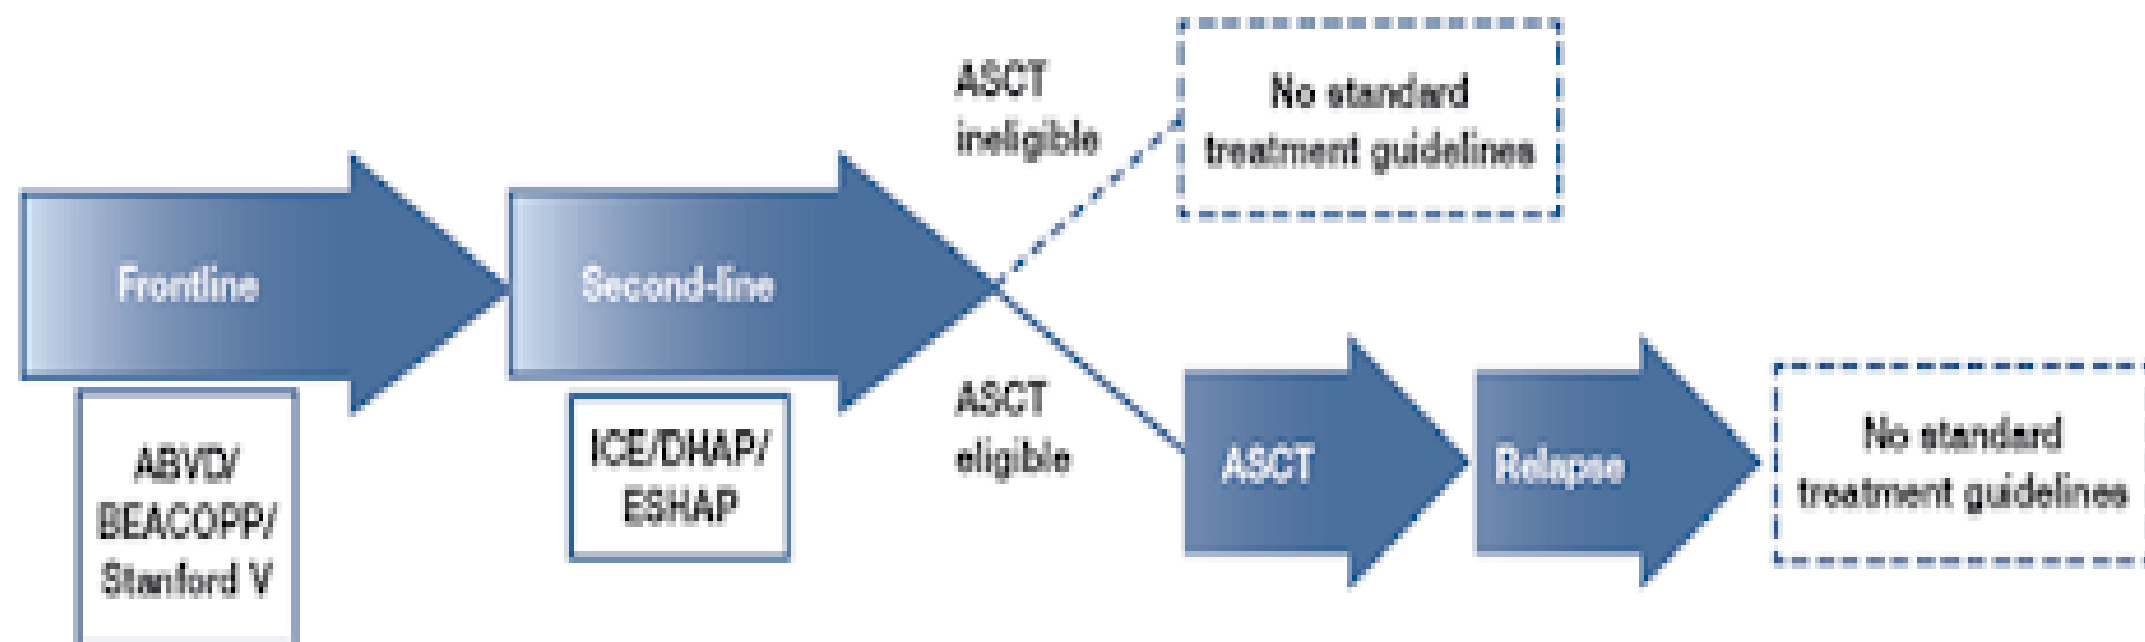 Frontline
ABVD/
BEACOPP/
Stanford V
Second-line
ICE/DHAP/
ESHAP
ASCT
ineligible
No standard
treatment guidelines
ASCT
eligible
ASCT
Relapse
No standard
treatment guidelines